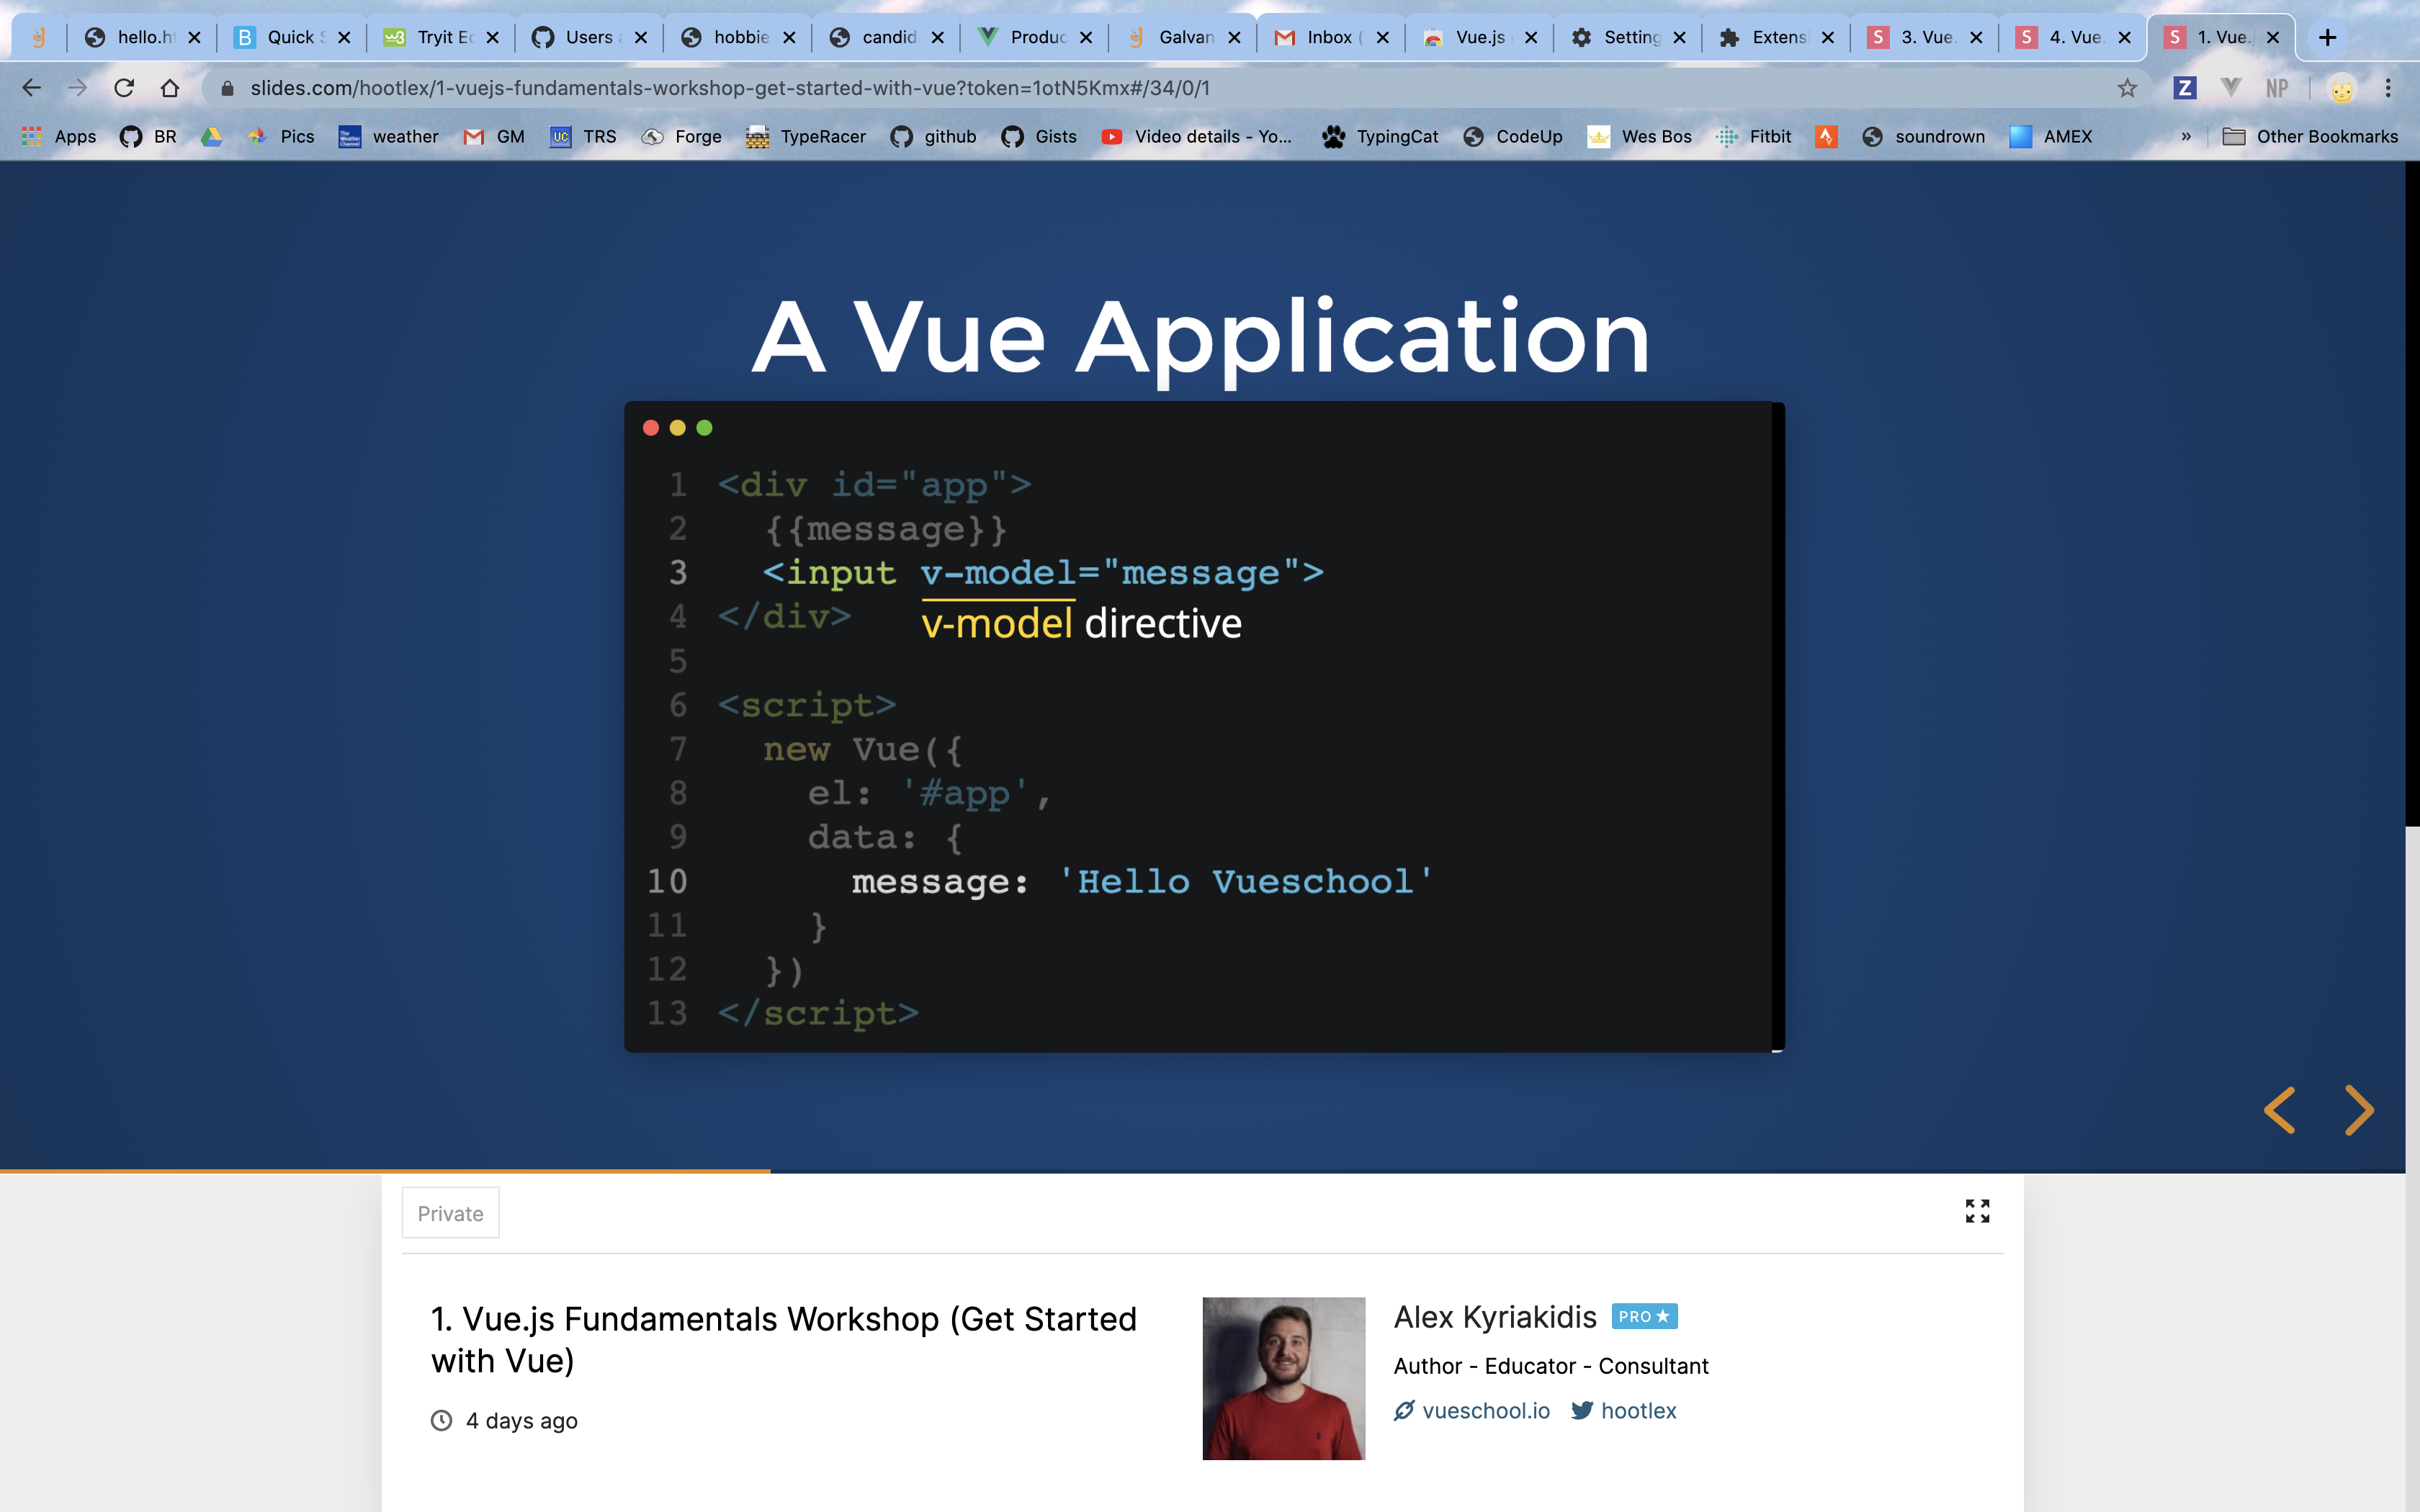 hello.h
Quick S
Tryit Ec
Users a
hobbie
candid
Produc
Galvan
Inbox (
Vue.js
Setting
Extens
3. Vue.
4. Vue.
1. Vue.
slides.com/hootlex/1-vuejs-fundamentals-workshop-get-started-with-vue?token=1otN5Kmx#/34/0/1
Apps BR Pics weather GM TRS Forge TypeRacer github Gists Video details - Yo... TypingCat CodeUp Wes Bos Fitbit soundrown AMEX » Other Bookmarks
A Vue Application
1 <div id="app">
2 {{message}}
3 <input v-model="message">
4 </div>
v-model directive
5
6 <script>
7 new Vue({
8 el: '#app',
9 data: {
10 message: 'Hello Vueschool'
11 }
12 })
13 </script>
Private
1. Vue.js Fundamentals Workshop (Get Started
with Vue)
4 days ago
Alex Kyriakidis PRO
Author - Educator - Consultant
vueschool.io hootlex